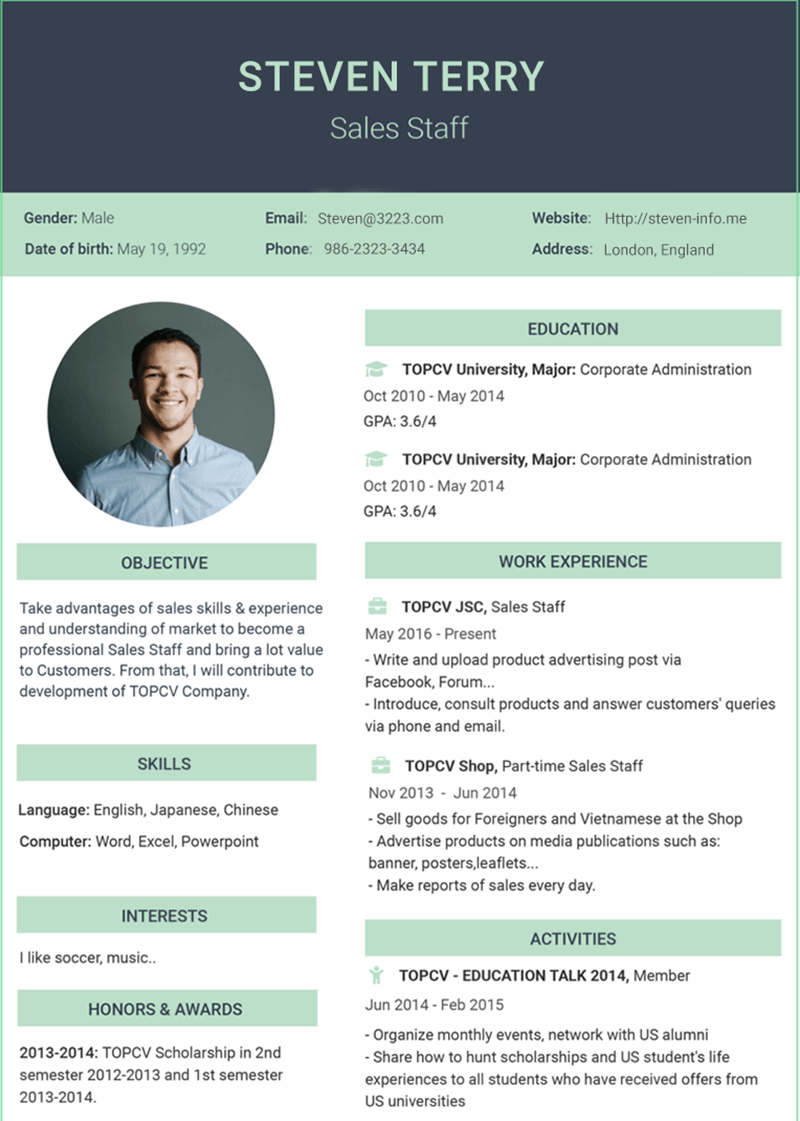 STEVEN TERRY
Sales Staff
Gender: Male
Email: Steven@3223.com
Website: Http://steven-info.me
Date of birth: May 19, 1992
Phone: 986-2323-3434
Address: London, England
OBJECTIVE
Take advantages of sales skills & experience
and understanding of market to become a
professional Sales Staff and bring a lot value
to Customers. From that, I will contribute to
development of TOPCV Company.
SKILLS
Language: English, Japanese, Chinese
Computer: Word, Excel, Powerpoint
INTERESTS
I like soccer, music..
HONORS & AWARDS
2013-2014: TOPCV Scholarship in 2nd
semester 2012-2013 and 1st semester
2013-2014.
EDUCATION
TOPCV University, Major: Corporate Administration
Oct 2010 - May 2014
GPA: 3.6/4
TOPCV University, Major: Corporate Administration
Oct 2010 - May 2014
GPA: 3.6/4
WORK EXPERIENCE
TOPCV JSC, Sales Staff
May 2016 - Present
- Write and upload product advertising post via
Facebook, Forum...
- Introduce, consult products and answer customers' queries
via phone and email.
TOPCV Shop, Part-time Sales Staff
Nov 2013 - Jun 2014
- Sell goods for Foreigners and Vietnamese at the Shop
- Advertise products on media publications such as:
banner, posters,leaflets...
- Make reports of sales every day.
ACTIVITIES
TOPCV - EDUCATION TALK 2014, Member
Jun 2014 - Feb 2015
- Organize monthly events, network with US alumni
- Share how to hunt scholarships and US student's life
experiences to all students who have received offers from
US universities